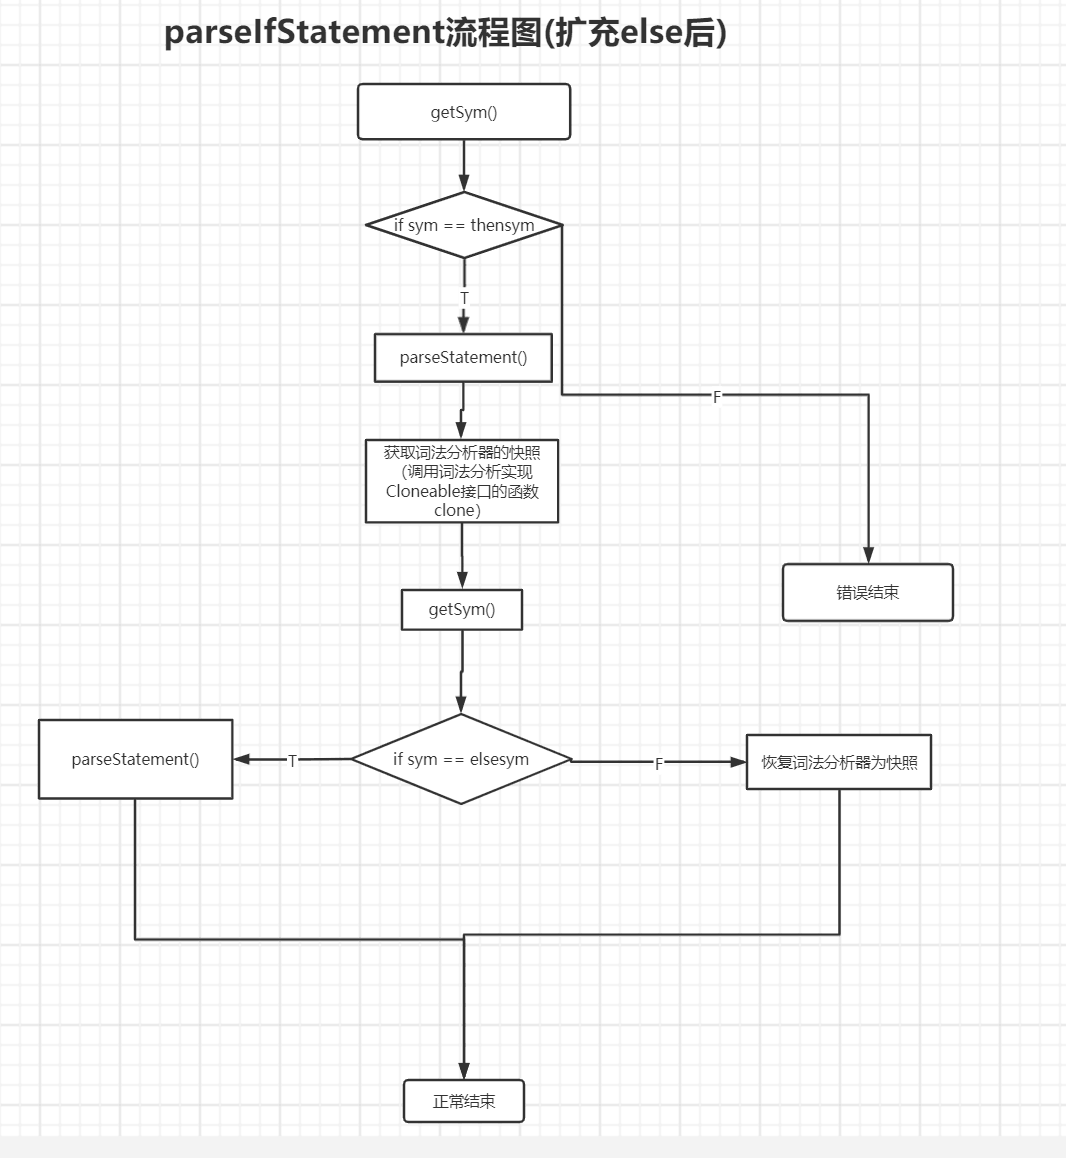 parseIfStatement流程图(扩充else后)
getSym()
if sym == thensym
T
parseStatement()
F
获取词法分析器的快照
（调用词法分析实现
Cloneable接口的函数
clone）
getSym()
错误结束
if sym == elsesym
T
parseStatement()
F
恢复词法分析器为快照
正常结束